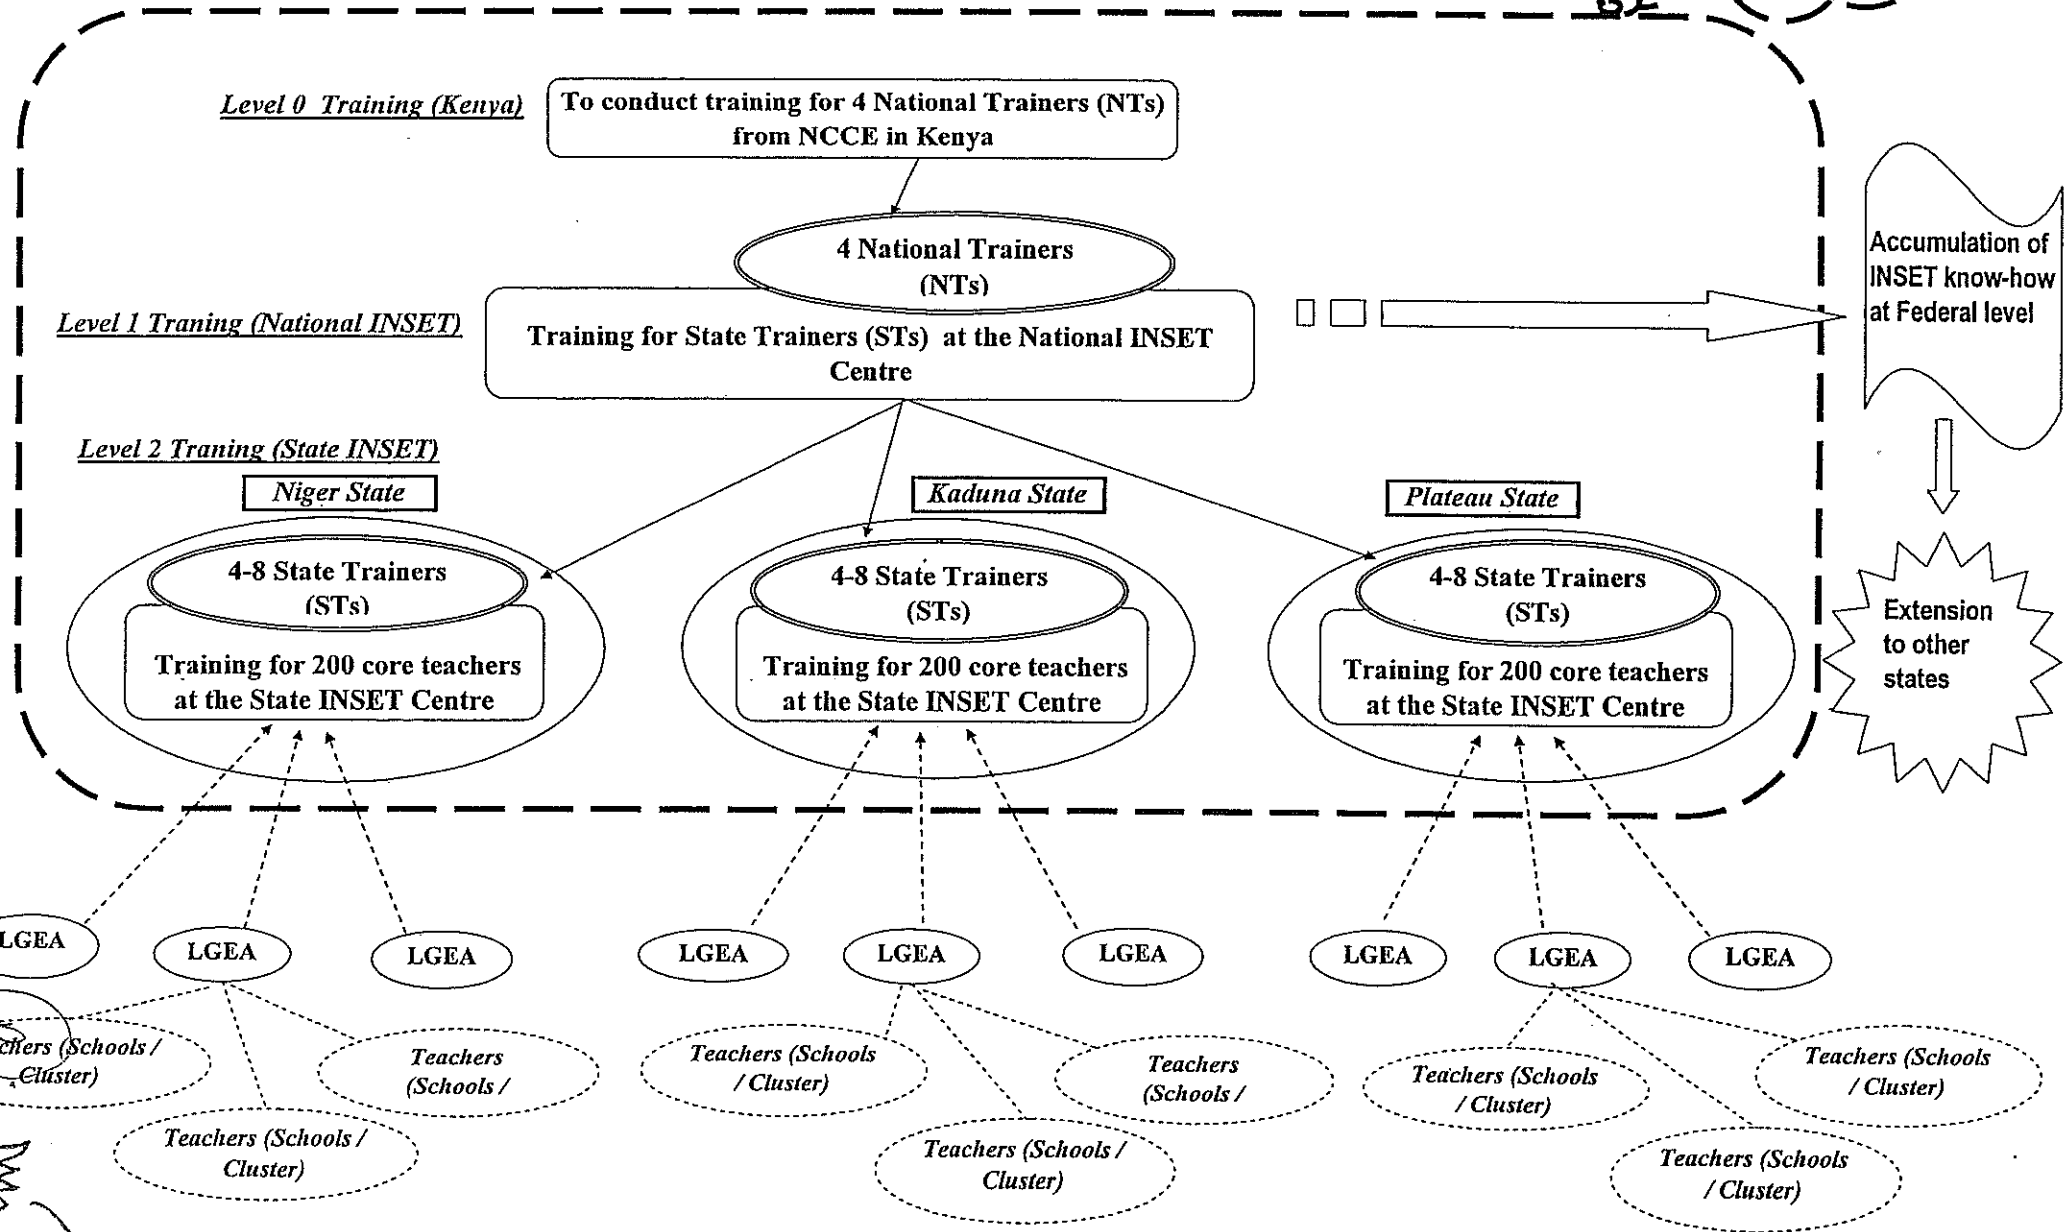 Level 0 Training (Kenya)
To conduct training for 4 National Trainers (NTs)
from NCCE in Kenya
4 National Trainers
(NTs)
Level 1 Traning (National INSET)
Training for State Trainers (STs) at the National INSET
Centre
Accumulation of
INSET know-how
at Federal level
Level 2 Traning (State INSET)
Niger State
Kaduna State
Plateau State
4-8 State Trainers
(STs)
Training for 200 core teachers
at the State INSET Centre
4-8 State Trainers
(STs)
Training for 200 core teachers
at the State INSET Centre
4-8 State Trainers
(STs)
Training for 200 core teachers
at the State INSET Centre
Extension
to other
states
LGEA
LGEA
LGEA
LGEA
LGEA
LGEA
LGEA
LGEA
LGEA
chers (Schools /
Cluster)
Teachers (Schools /
Cluster)
Teachers
(Schools /
Teachers (Schools
/ Cluster)
Teachers (Schools /
Cluster)
Teachers
(Schools /
Teachers (Schools
/ Cluster)
Teachers (Schools
/ Cluster)
Teachers (Schools
/ Cluster)